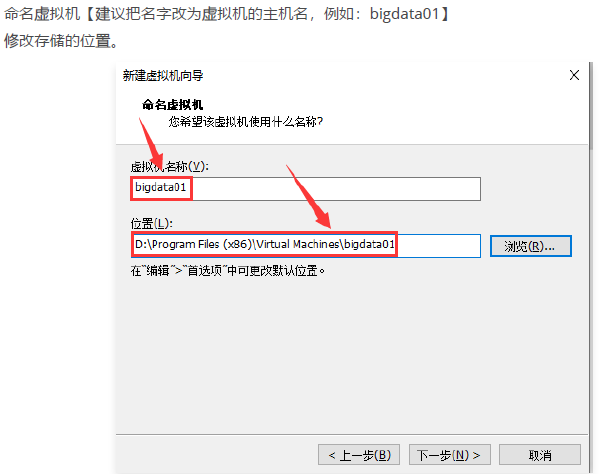 命名虚拟机【建议把名字改为虚拟机的主机名，例如：bigdata01】
修改存储的位置。
新建虚拟机向导
命名虚拟机
您希望该虚拟机使用什么名称?
虚拟机名称(V):
bigdata01
位置(L):
D:\Program Files (x86)\Virtual Machines\bigdata01
浏览(R)...
在"编辑">"首选项"中可更改默认位置。
< 上一步(B)
下一步(N) >
取消